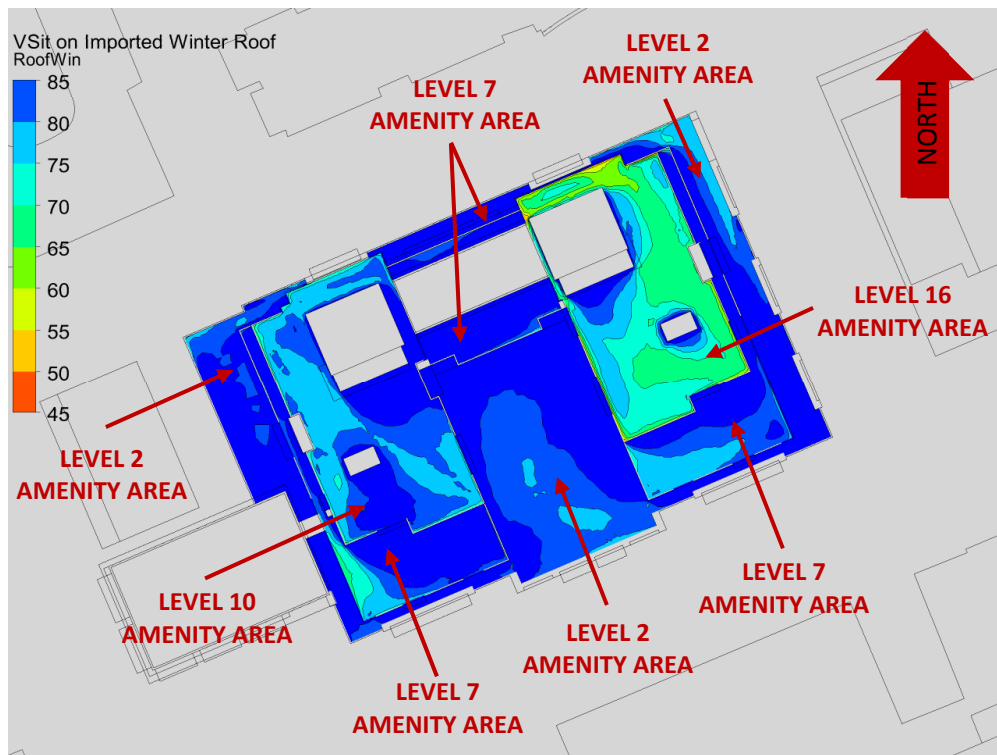 VSit on Imported Winter Roof
RoofWin
85
80
75
70
65
60
55
50
45
LEVEL 7
AMENITY AREA
LEVEL 2
AMENITY AREA
NORTH
LEVEL 16
AMENITY AREA
LEVEL 2
AMENITY AREA
LEVEL 10
AMENITY AREA
LEVEL 7
AMENITY AREA
LEVEL 2
AMENITY AREA
LEVEL 7
AMENITY AREA